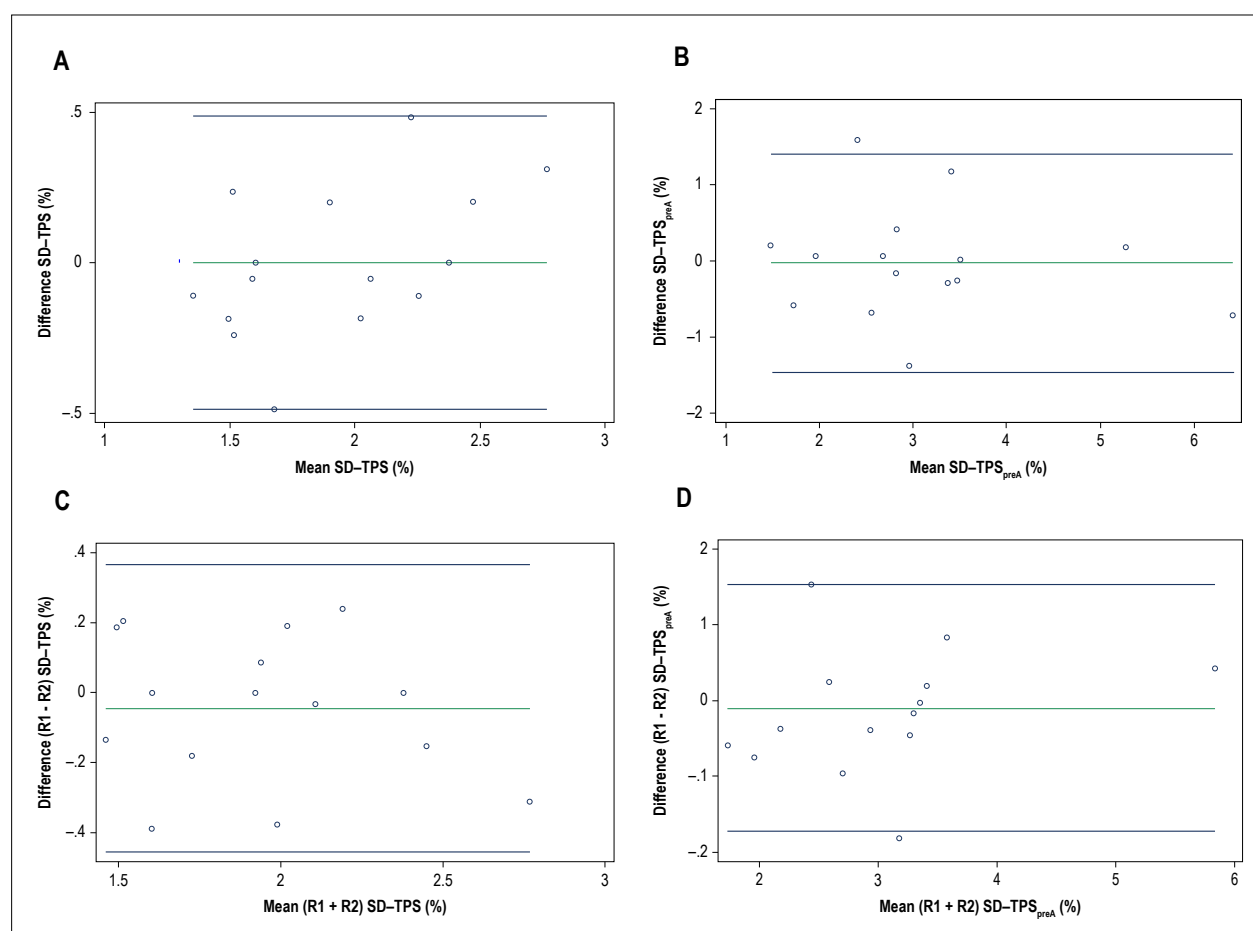 A
Difference SD–TPS (%)
.5
0
–.5
1 1.5 2 2.5 3
Mean SD–TPS (%)
B
Difference SD–TPSpreA (%)
2
1
0
–1
–2
1 2 3 4 5 6
Mean SD–TPSpreA (%)
C
Difference (R1 - R2) SD–TPS (%)
.4
.2
0
–.2
–.4
1.5 2 2.5 3
Mean (R1 + R2) SD–TPS (%)
D
Difference (R1 - R2) SD–TPSpreA (%)
2
1
0
–.1
–.2
2 3 4 5 6
Mean (R1 + R2) SD–TPSpreA (%)